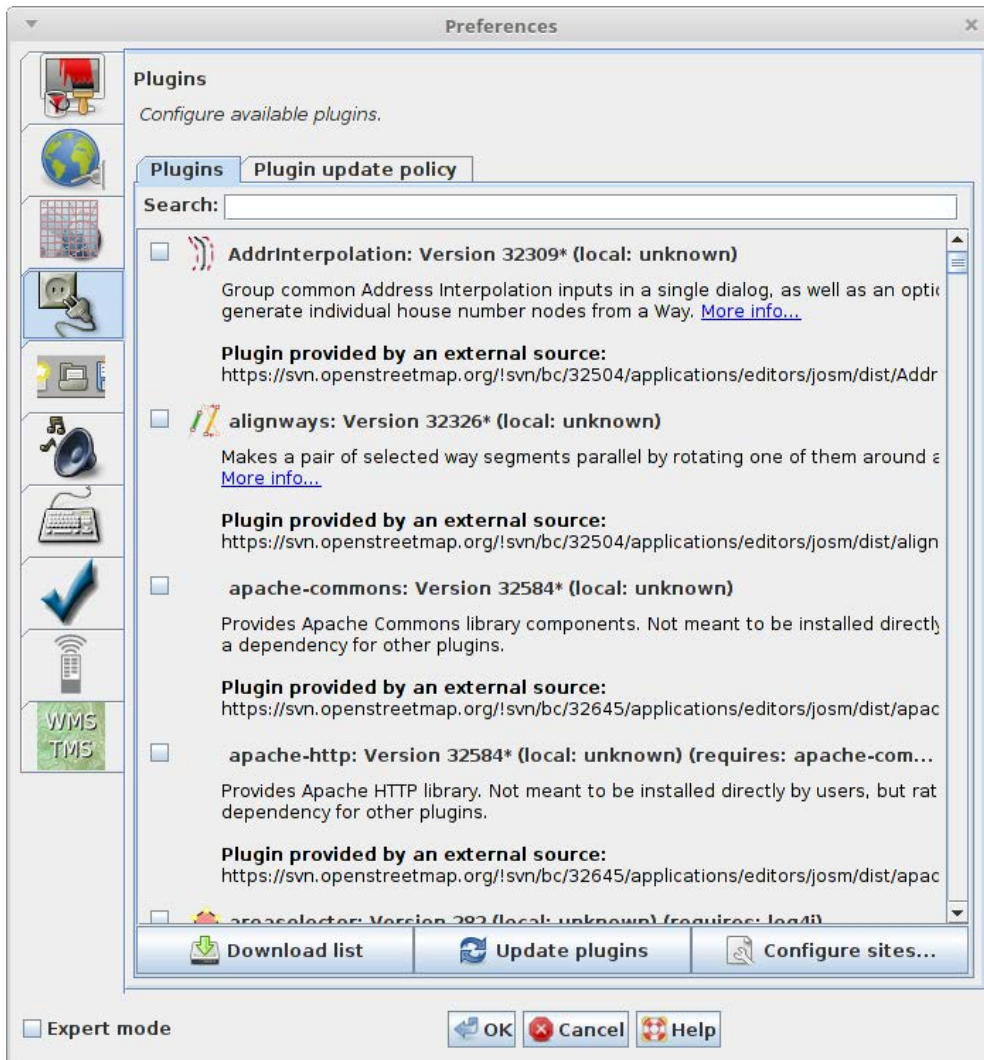 Preferences
Plugins
Configure available plugins.
Plugins
Plugin update policy
Search:
AddrInterpolation: Version 32309* (local: unknown)
Group common Address Interpolation inputs in a single dialog, as well as an optic
generate individual house number nodes from a Way. More info...
Plugin provided by an external source:
https://svn.openstreetmap.org/!svn/bc/32504/applications/editors/josm/dist/Addr
alignways: Version 32326* (local: unknown)
Makes a pair of selected way segments parallel by rotating one of them around a
More info...
Plugin provided by an external source:
https://svn.openstreetmap.org/!svn/bc/32504/applications/editors/josm/dist/align
apache-commons: Version 32584* (local: unknown)
Provides Apache Commons library components. Not meant to be installed directly
a dependency for other plugins.
Plugin provided by an external source:
https://svn.openstreetmap.org/!svn/bc/32645/applications/editors/josm/dist/apac
apache-http: Version 32584* (local: unknown) (requires: apache-com...
Provides Apache HTTP library. Not meant to be installed directly by users, but rat
dependency for other plugins.
Plugin provided by an external source:
https://svn.openstreetmap.org/!svn/bc/32645/applications/editors/josm/dist/apac
areaselector: Version 282 (local: unknown) (requires: log4j)
WMS
TMS
Download list
Update plugins
Configure sites...
Expert mode
OK
Cancel
Help